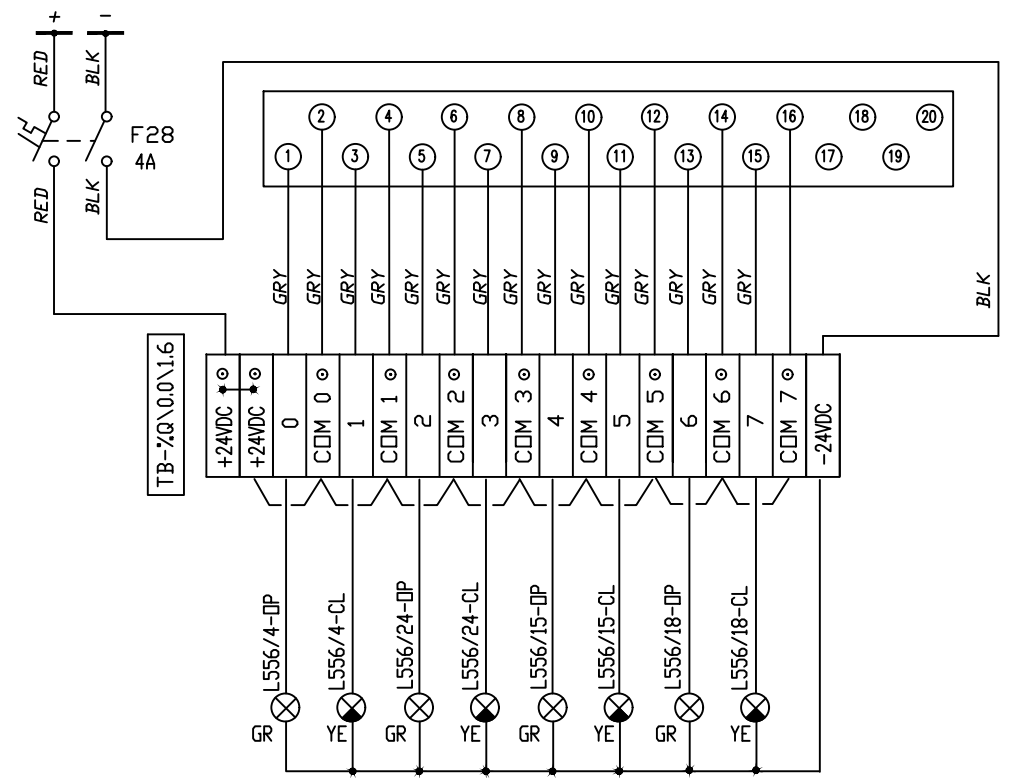 + −
RED BLK
F28
4A
RED BLK
2 4 6 8 10 12 14 16 18 20
1 3 5 7 9 11 13 15 17 19
GRY GRY GRY GRY GRY GRY GRY GRY GRY GRY GRY GRY GRY GRY GRY
BLK
TB-%Q\0.0\1.6
+24VDC
+24VDC
0
COM 0
1
COM 1
2
COM 2
3
COM 3
4
COM 4
5
COM 5
6
COM 6
7
COM 7
-24VDC
L556/4-OP
L556/4-CL
L556/24-OP
L556/24-CL
L556/15-OP
L556/15-CL
L556/18-OP
L556/18-CL
GR YE GR YE GR YE GR YE